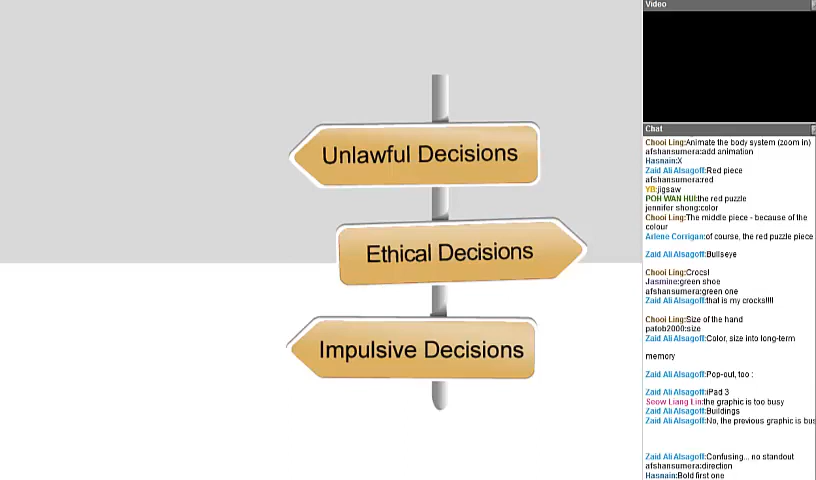 Unlawful Decisions
Ethical Decisions
Impulsive Decisions
Video
Chat
Chooi Ling:Animate the body system (zoom in)
afshansumera:add animation
Hasnain:X
Zaid Ali Alsagoff:Red piece
afshansumera:red
YB:jigsaw
POH WAN HUI:the red puzzle
jennifer shong:color
Chooi Ling:The middle piece - because of the
colour
Arlene Corrigan:of course, the red puzzle piece
Zaid Ali Alsagoff:Bullseye
Chooi Ling:Crocs!
Jasmine:green shoe
afshansumera:green one
Zaid Ali Alsagoff:that is my crocks!!!!
Chooi Ling:Size of the hand
patob2000:size
Zaid Ali Alsagoff:Color, size into long-term
memory
Zaid Ali Alsagoff:Pop-out, too :
Zaid Ali Alsagoff:iPad 3
Seow Liang Lin:the graphic is too busy
Zaid Ali Alsagoff:Buildings
Zaid Ali Alsagoff:No, the previous graphic is bus
Zaid Ali Alsagoff:Confusing... no standout
afshansumera:direction
Hasnain:Bold first one